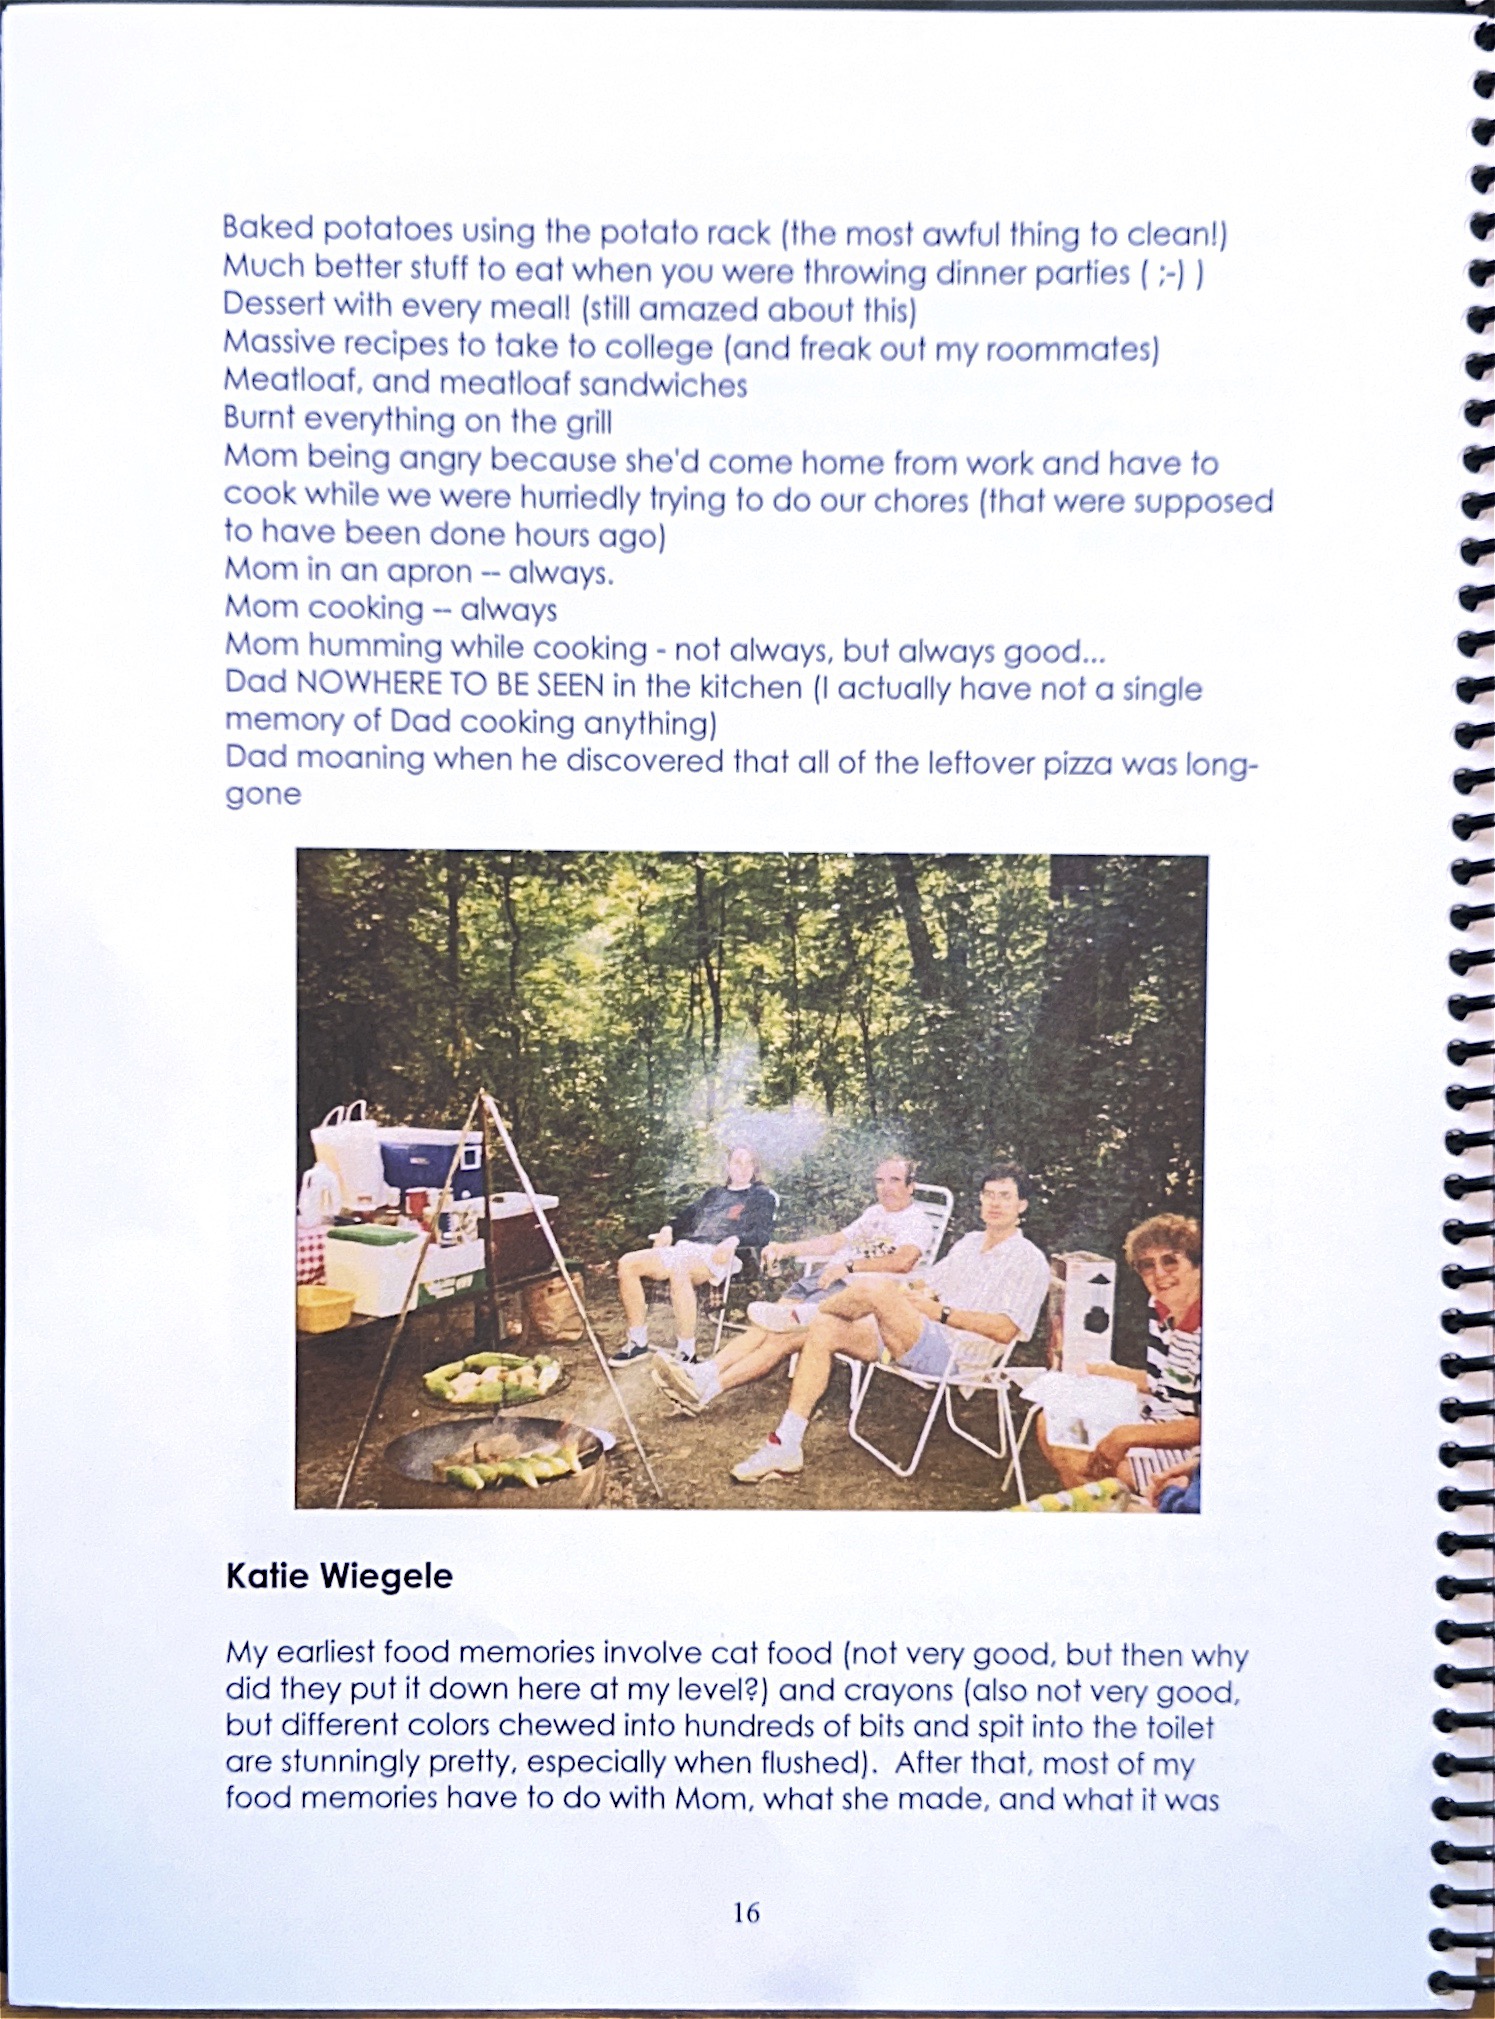 Baked potatoes using the potato rack (the most awful thing to clean!)
Much better stuff to eat when you were throwing dinner parties ( ;-) )
Dessert with every meal! (still amazed about this)
Massive recipes to take to college (and freak out my roommates)
Meatloaf, and meatloaf sandwiches
Burnt everything on the grill
Mom being angry because she'd come home from work and have to
cook while we were hurriedly trying to do our chores (that were supposed
to have been done hours ago)
Mom in an apron -- always.
Mom cooking -- always
Mom humming while cooking - not always, but always good...
Dad NOWHERE TO BE SEEN in the kitchen (I actually have not a single
memory of Dad cooking anything)
Dad moaning when he discovered that all of the leftover pizza was long-
gone
Katie Wiegele
My earliest food memories involve cat food (not very good, but then why
did they put it down here at my level?) and crayons (also not very good,
but different colors chewed into hundreds of bits and spit into the toilet
are stunningly pretty, especially when flushed).  After that, most of my
food memories have to do with Mom, what she made, and what it was
16